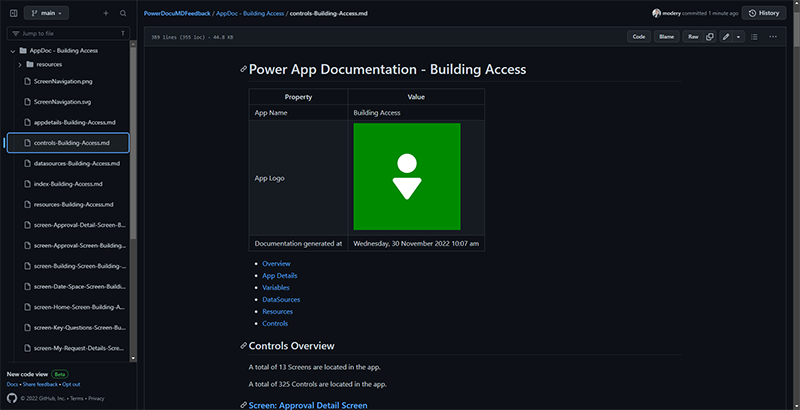 main
PowerDocuMDFeedback / AppDoc - Building Access / controls-Building-Access.md
modery committed 1 minute ago
History
Jump to file
389 lines (355 loc) · 44.8 KB
Code
Blame
Raw
AppDoc - Building Access
resources
ScreenNavigation.png
ScreenNavigation.svg
appdetails-Building-Access.md
controls-Building-Access.md
datasources-Building-Access.md
index-Building-Access.md
resources-Building-Access.md
screen-Approval-Detail-Screen-B...
screen-Approval-Screen-Building...
screen-Building-Screen-Building-...
screen-Date-Space-Screen-Buildi...
screen-Home-Screen-Building-A...
screen-Key-Questions-Screen-Bu...
screen-My-Request-Details-Scre...
New code view Beta
Docs • Share feedback • Opt out
© 2022 GitHub, Inc. • Terms • Privacy
Power App Documentation - Building Access
Property Value
App Name Building Access
App Logo
Documentation generated at Wednesday, 30 November 2022 10:07 am
• Overview
• App Details
• Variables
• DataSources
• Resources
• Controls
Controls Overview
A total of 13 Screens are located in the app.
A total of 325 Controls are located in the app.
Screen: Approval Detail Screen